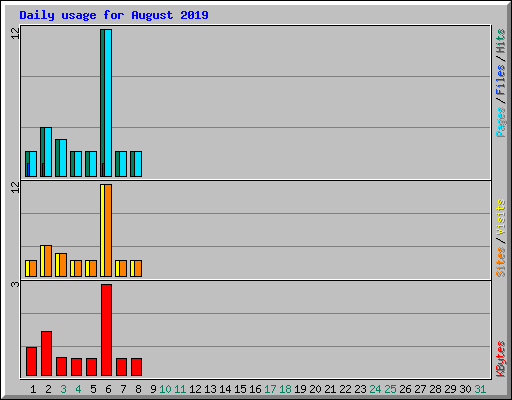 Daily usage for August 2019
12
Pages / Files / Hits
12
Sites / Visits
3
KBytes
1 2 3 4 5 6 7 8 9 10 11 12 13 14 15 16 17 18 19 20 21 22 23 24 25 26 27 28 29 30 31